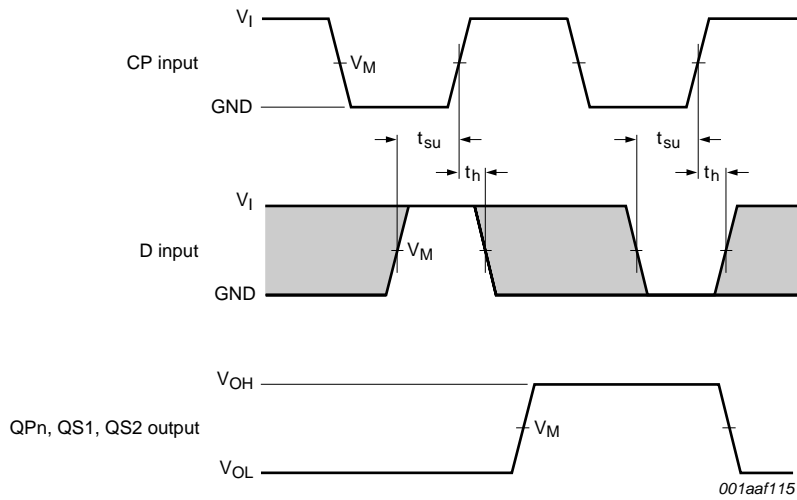 V_I
CP input
V_M
GND
t_su
t_su
t_h
t_h
V_I
D input
V_M
GND
V_OH
QPn, QS1, QS2 output
V_M
V_OL
001aaf115